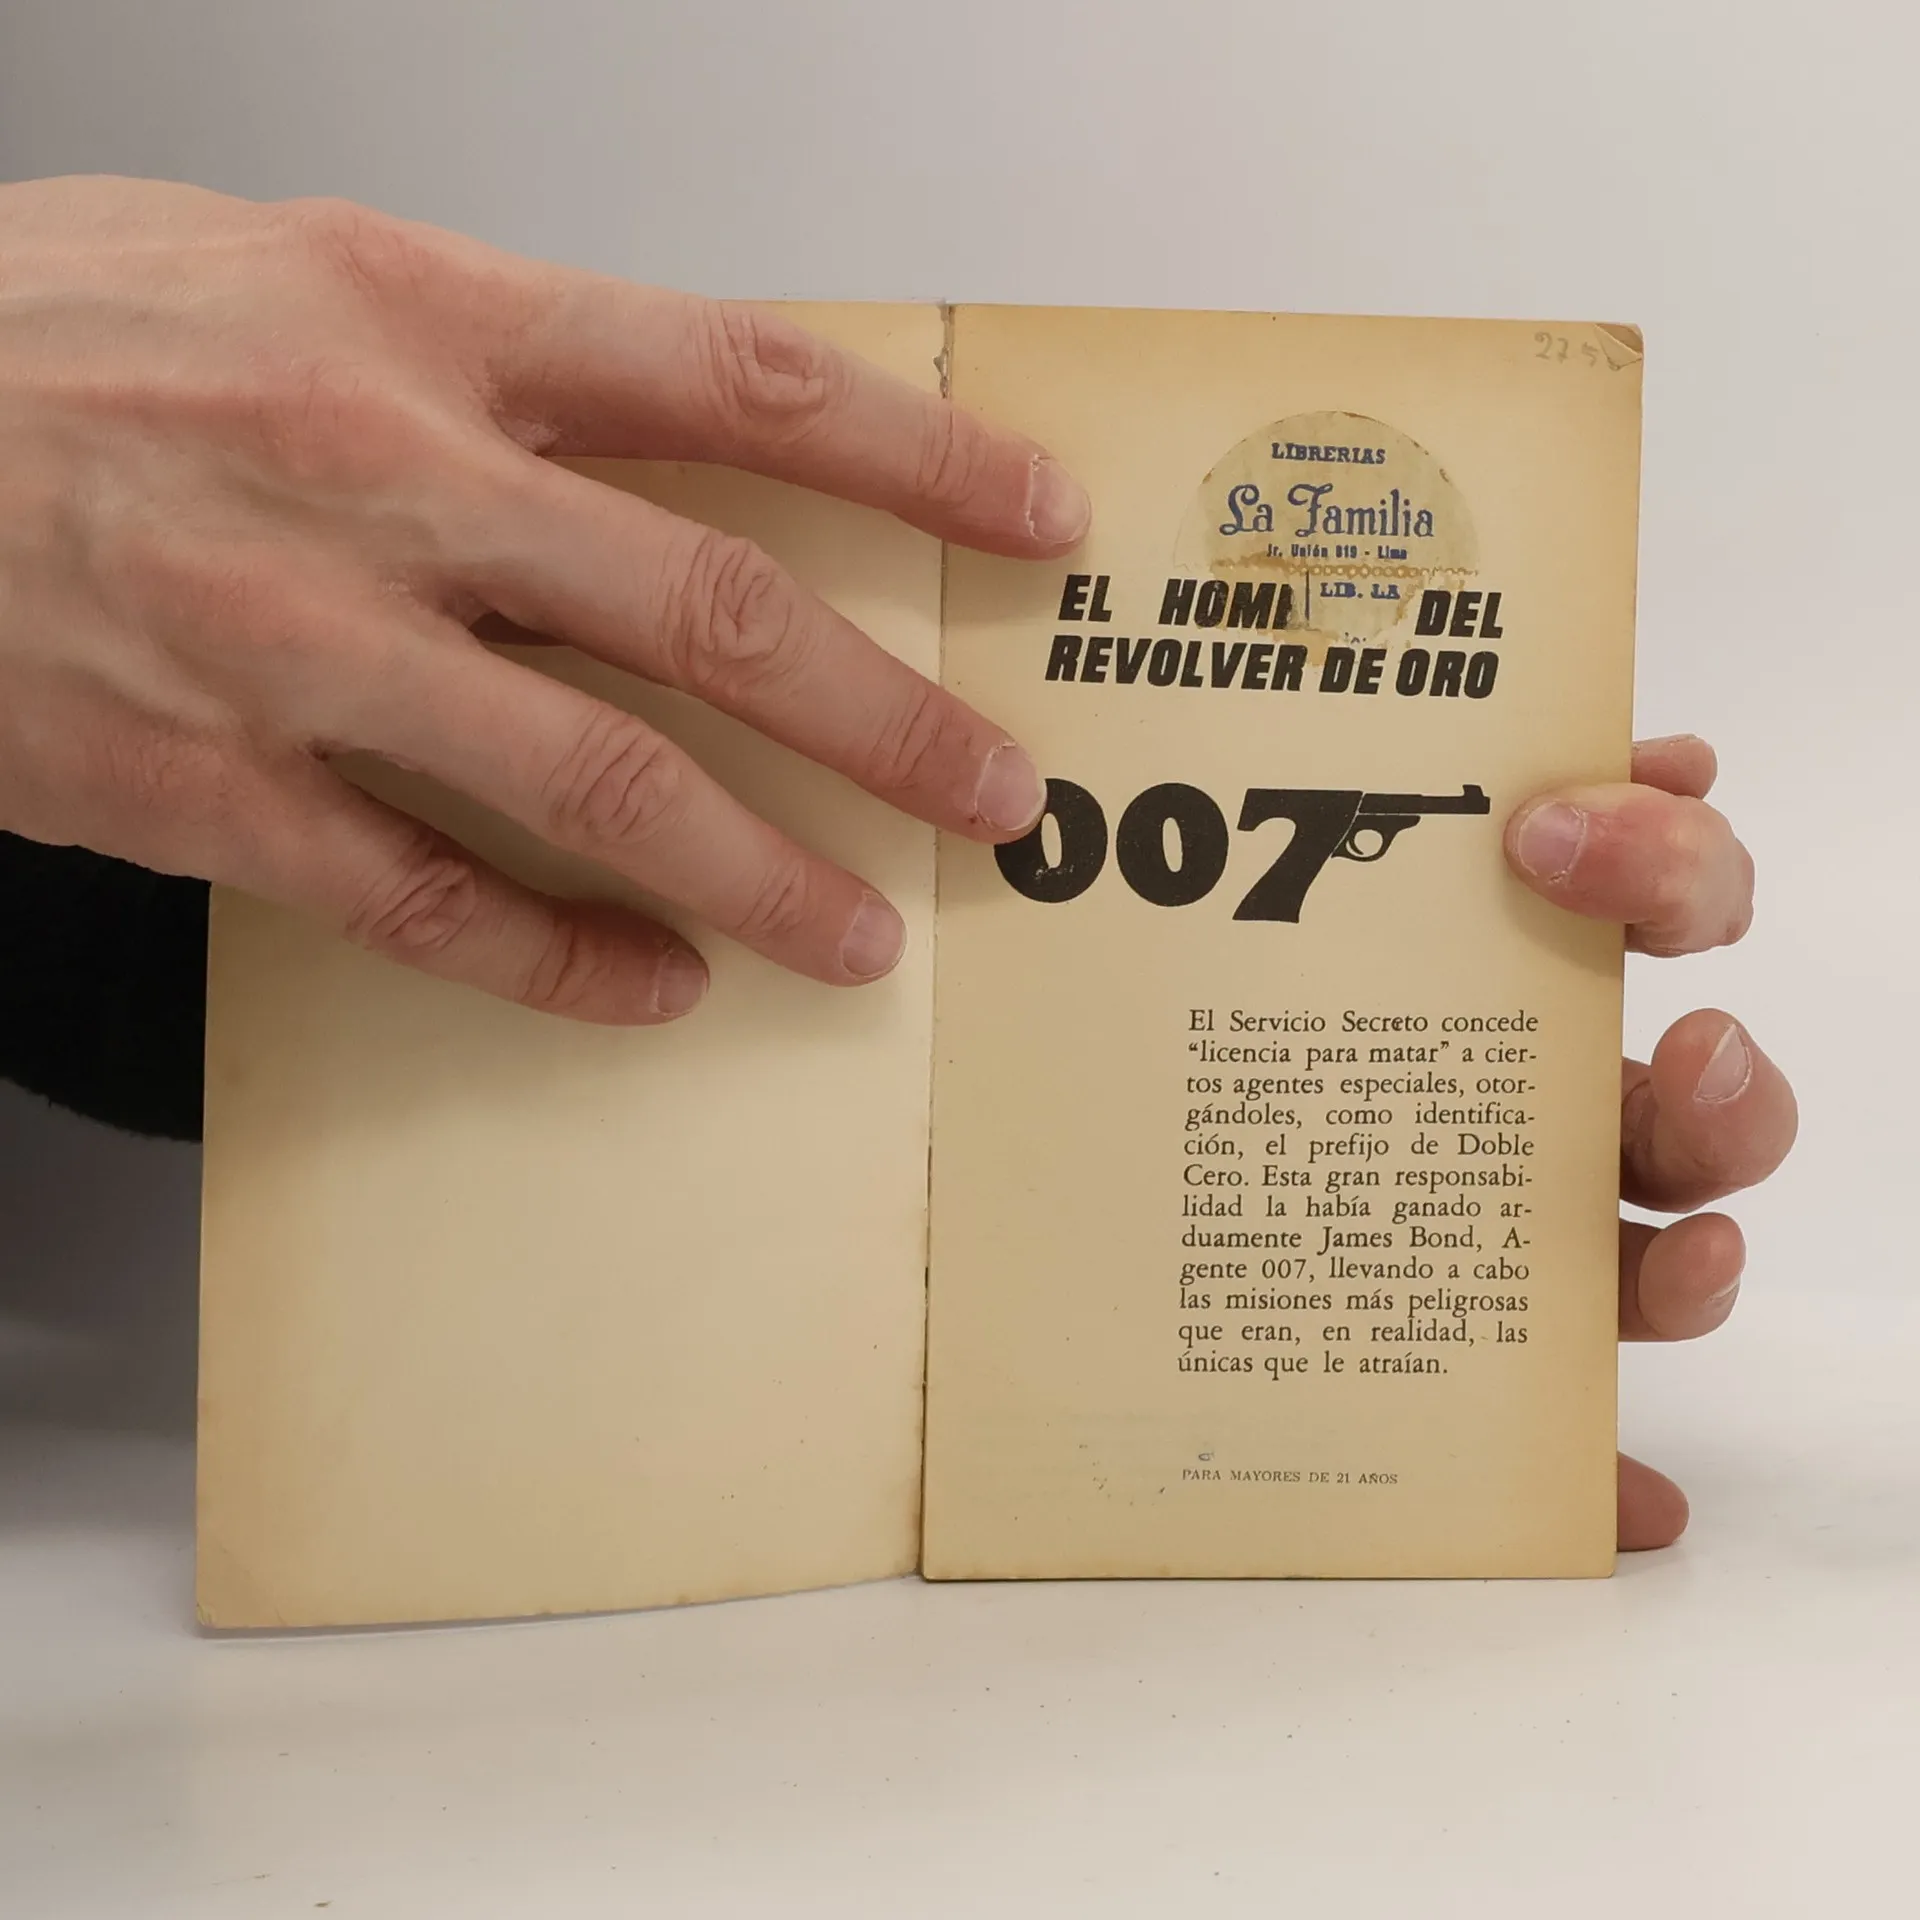 27 5
LIBRERIAS
La Familia
Jr. Unión 819 - Lima
LIB. LA
EL HOM DEL
REVOLVER DE ORO
007
El Servicio Secreto concede
“licencia para matar” a cier-
tos agentes especiales, otor-
gándoles, como identifica-
ción, el prefijo de Doble
Cero. Esta gran responsabi-
lidad la había ganado ar-
duamente James Bond, A-
gente 007, llevando a cabo
las misiones más peligrosas
que eran, en realidad, las
únicas que le atraían.
PARA MAYORES DE 21 AÑOS